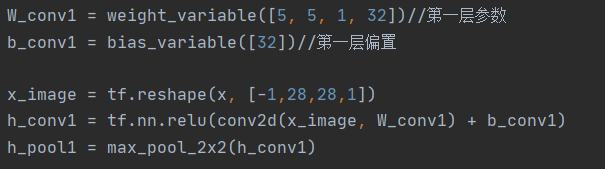 W_conv1 = weight_variable([5, 5, 1, 32])//第一层参数
b_conv1 = bias_variable([32])//第一层偏置
x_image = tf.reshape(x, [-1,28,28,1])
h_conv1 = tf.nn.relu(conv2d(x_image, W_conv1) + b_conv1)
h_pool1 = max_pool_2x2(h_conv1)